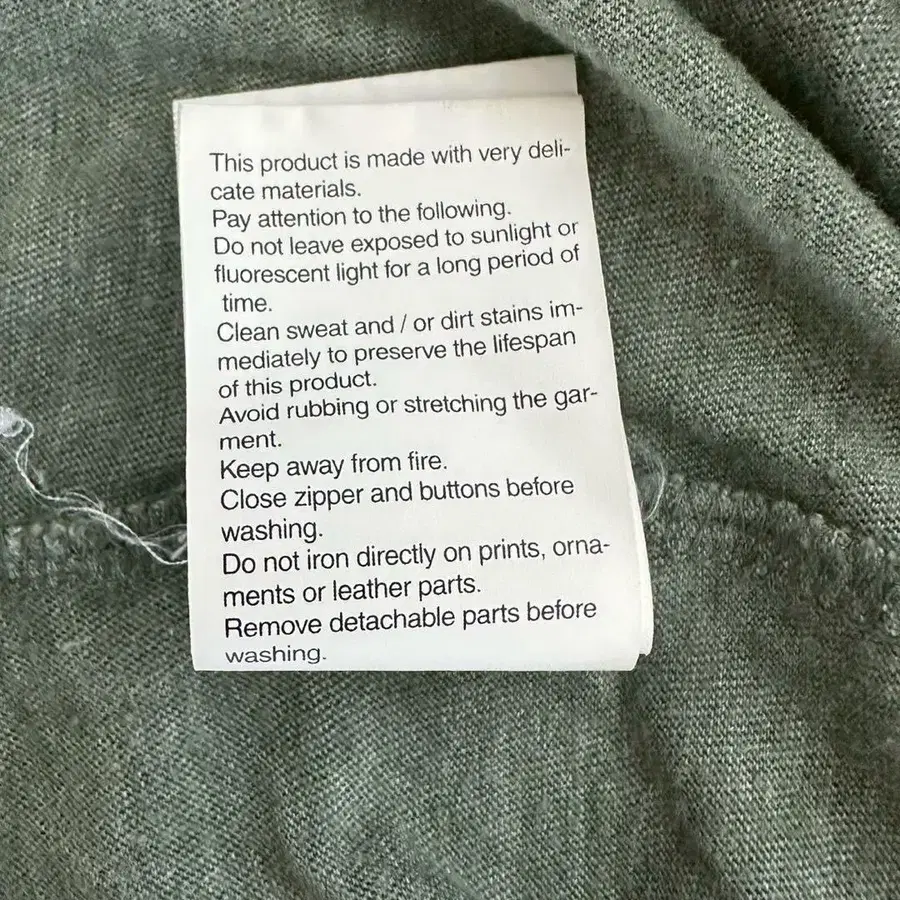 This product is made with very deli-
cate materials.
Pay attention to the following.
Do not leave exposed to sunlight or
fluorescent light for a long period of
time.
Clean sweat and / or dirt stains im-
mediately to preserve the lifespan
of this product.
Avoid rubbing or stretching the gar-
ment.
Keep away from fire.
Close zipper and buttons before
washing.
Do not iron directly on prints, orna-
ments or leather parts.
Remove detachable parts before
washing.